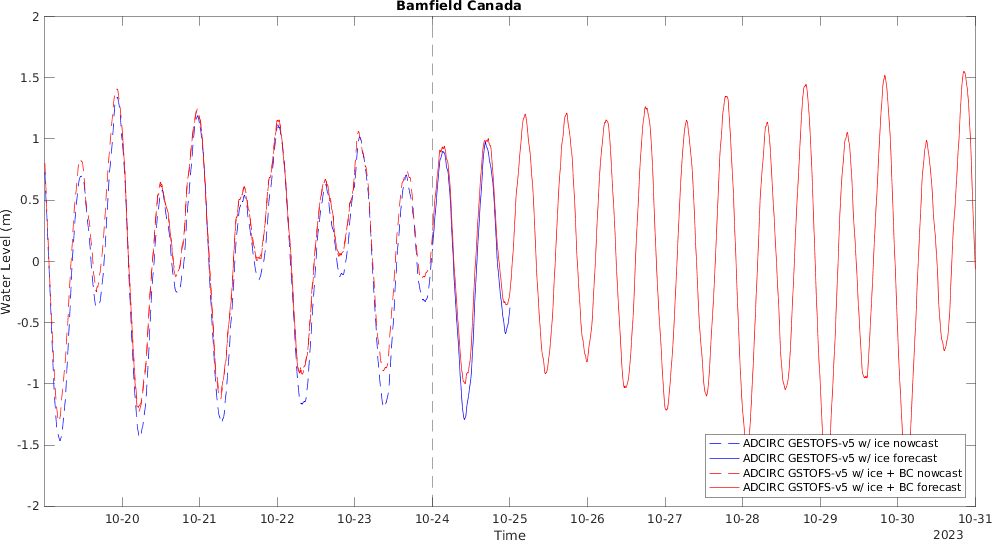 Bamfield Canada
2
1.5
1
0.5
0
-0.5
-1
-1.5
-2
Water Level (m)
ADCIRC GESTOFS-v5 w/ ice nowcast
ADCIRC GESTOFS-v5 w/ ice forecast
ADCIRC GSTOFS-v5 w/ ice + BC nowcast
ADCIRC GSTOFS-v5 w/ ice + BC forecast
10-20 10-21 10-22 10-23 10-24 10-25 10-26 10-27 10-28 10-29 10-30 10-31
Time
2023